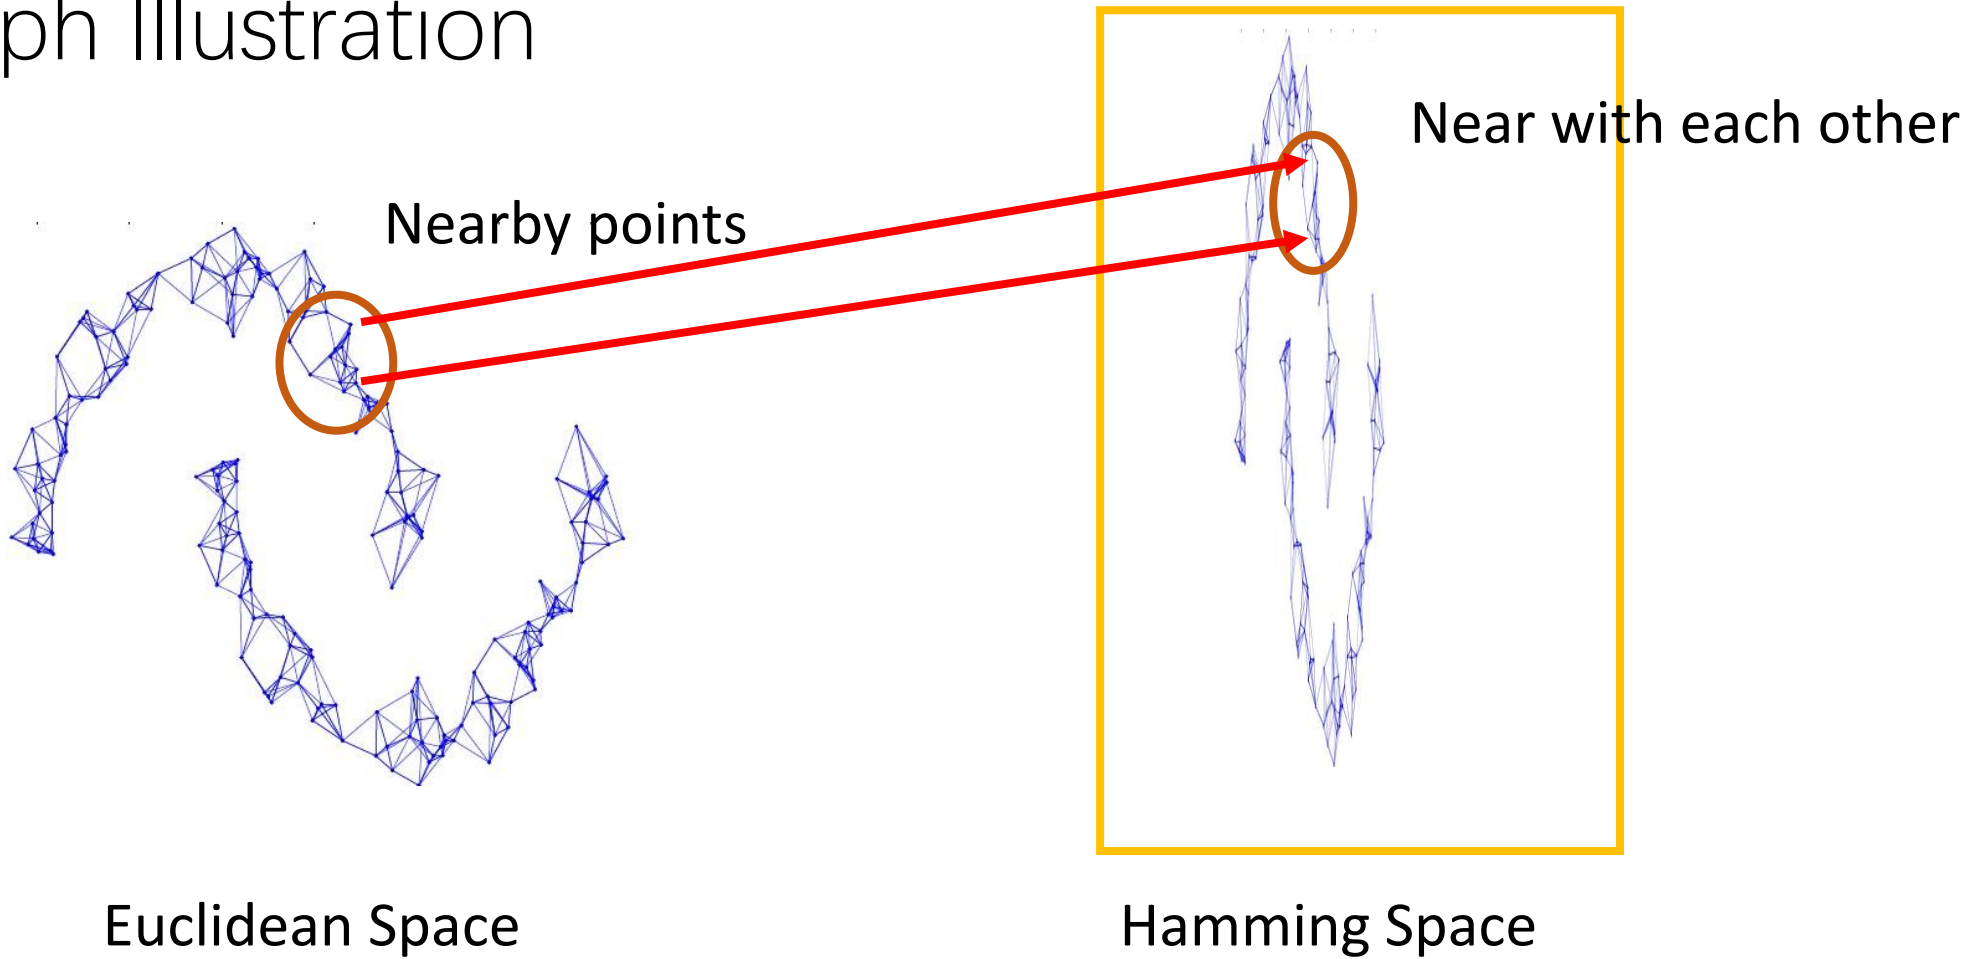 ph Illustration
Near with each other
Nearby points
Euclidean Space
Hamming Space